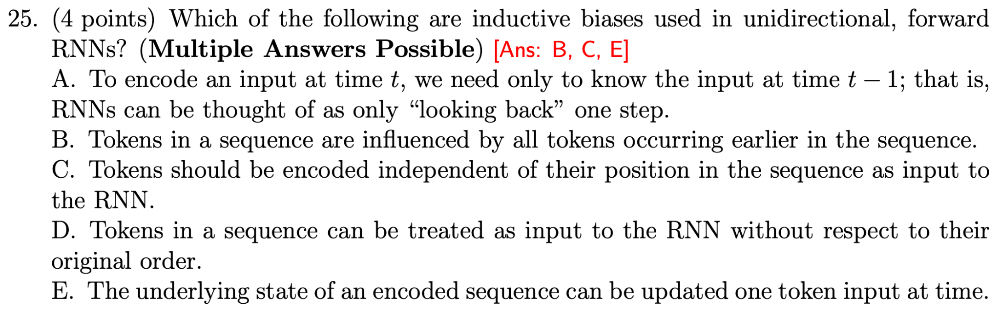 25. (4 points) Which of the following are inductive biases used in unidirectional, forward
RNNs? (Multiple Answers Possible) [Ans: B, C, E]
A. To encode an input at time t, we need only to know the input at time t − 1; that is,
RNNs can be thought of as only “looking back” one step.
B. Tokens in a sequence are influenced by all tokens occurring earlier in the sequence.
C. Tokens should be encoded independent of their position in the sequence as input to
the RNN.
D. Tokens in a sequence can be treated as input to the RNN without respect to their
original order.
E. The underlying state of an encoded sequence can be updated one token input at time.